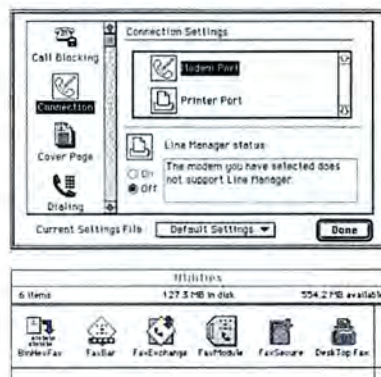 Call Blocking
Connection
Cover Page
Dialing
Connection Settings
Modem Port
Printer Port
Line Manager status
On
Off
The modem you have selected does
not support Line Manager.
Current Settings File
Default Settings
Done
Utilities
6 items
127.3 MB in disk
554.2 MB available
BinHexFax
FaxBar
FaxExchange
FaxModule
FaxSecure
DeskTop Fax